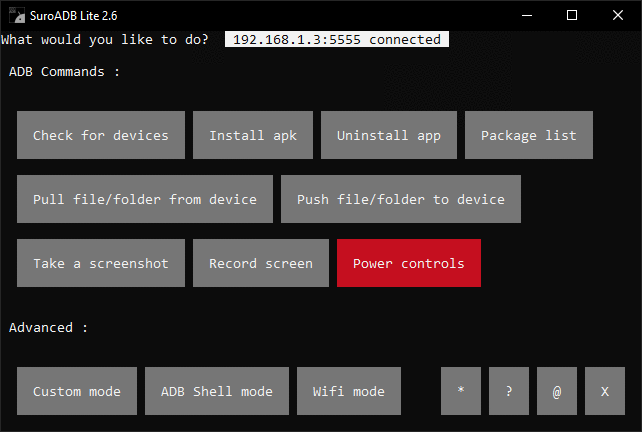 SuroADB Lite 2.6
What would you like to do? 192.168.1.3:5555 connected
ADB Commands :
Check for devices Install apk Uninstall app Package list
Pull file/folder from device Push file/folder to device
Take a screenshot Record screen Power controls
Advanced :
Custom mode ADB Shell mode Wifi mode * ? @ X